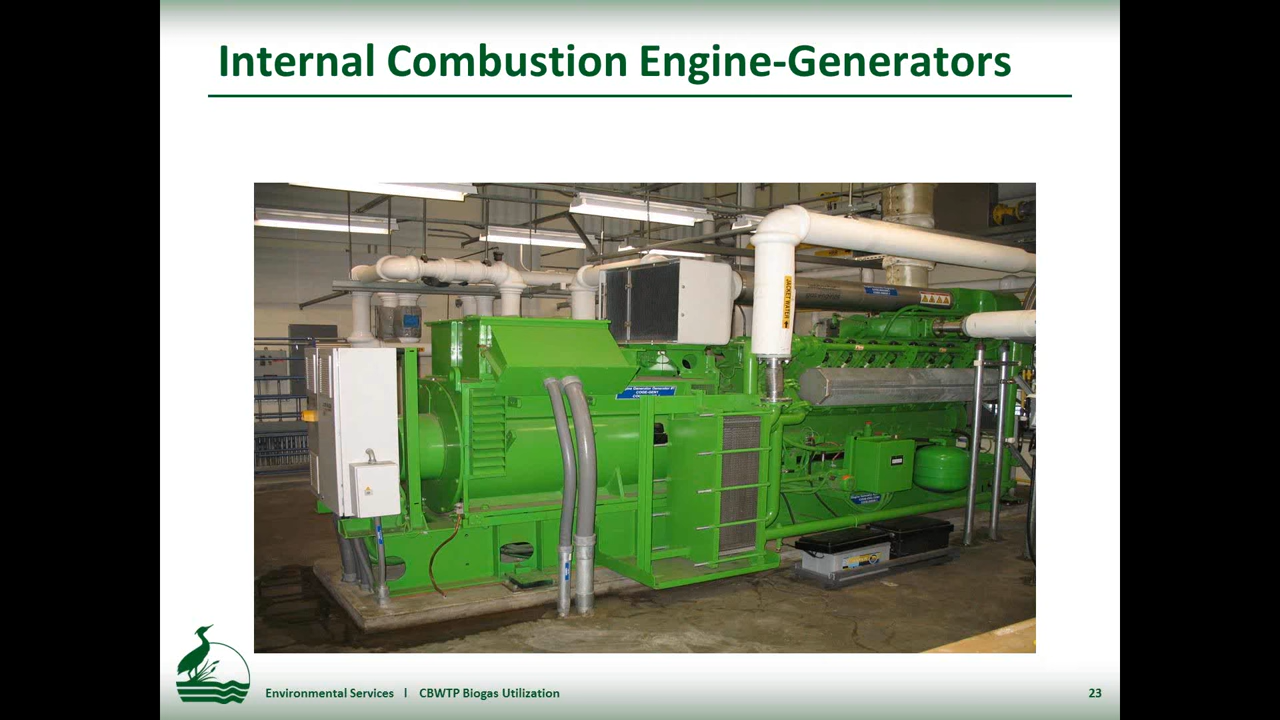 Internal Combustion Engine-Generators
JACKET WATER
Environmental Services | CBWTP Biogas Utilization
23